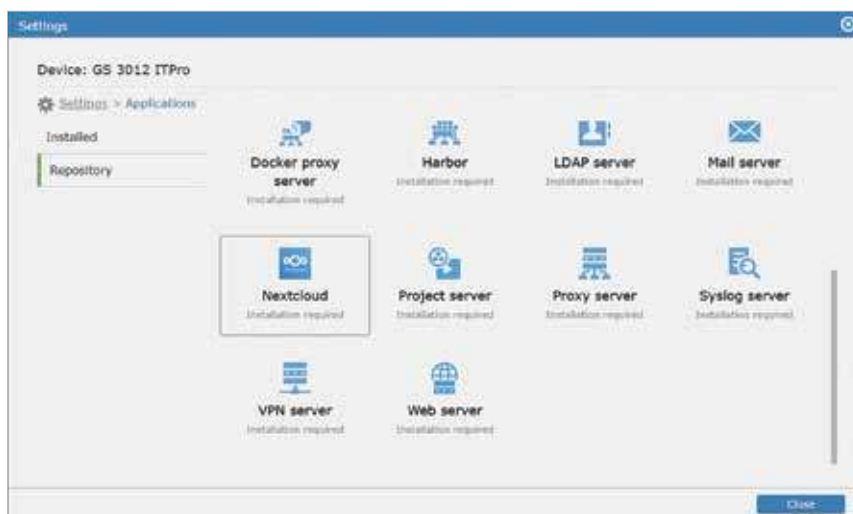 Settings
Device: GS 3012 ITPro
Settings > Applications
Installed
Repository
Docker proxy
server
Installation required
Harbor
Installation required
LDAP server
Installation required
Mail server
Installation required
Nextcloud
Installation required
Project server
Installation required
Proxy server
Installation required
Syslog server
Installation required
VPN server
Installation required
Web server
Installation required
Close